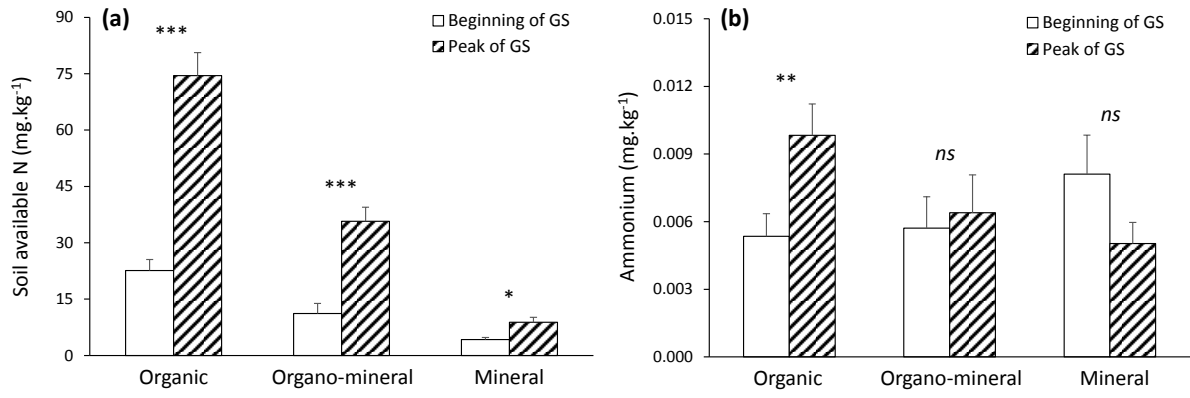 (a)
Beginning of GS
Peak of GS
Soil available N (mg.kg⁻¹)
90
75
60
45
30
15
0
***
***
*
Organic
Organo-mineral
Mineral
(b)
Beginning of GS
Peak of GS
Ammonium (mg.kg⁻¹)
0.015
0.012
0.009
0.006
0.003
0.000
**
ns
ns
Organic
Organo-mineral
Mineral